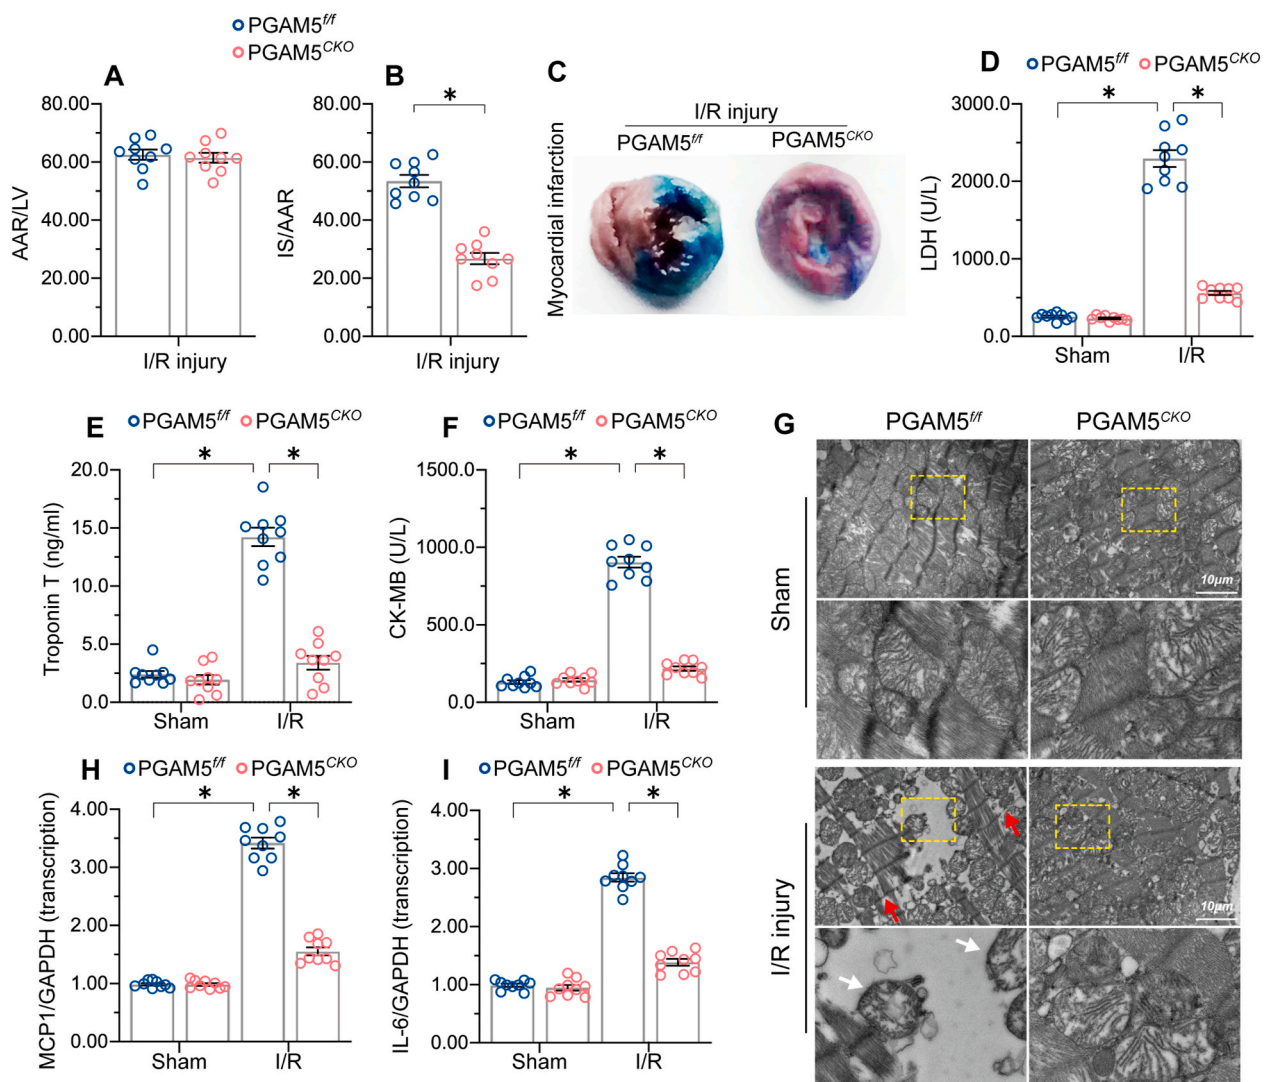 PGAM5f/f
PGAM5CKO
A
AAR/LV
80.00
60.00
40.00
20.00
0.00
I/R injury
B
IS/AAR
80.00
60.00
40.00
20.00
0.00
*
I/R injury
C
I/R injury
PGAM5f/f
PGAM5CKO
Myocardial infarction
D
PGAM5f/f
PGAM5CKO
LDH (U/L)
3000.0
2000.0
1000.0
0.0
*
*
Sham
I/R
E
PGAM5f/f
PGAM5CKO
Troponin T (ng/ml)
20.0
15.0
10.0
5.0
0.0
*
*
Sham
I/R
F
PGAM5f/f
PGAM5CKO
CK-MB (U/L)
1500.0
1000.0
500.0
0.0
*
*
Sham
I/R
G
PGAM5f/f
PGAM5CKO
Sham
10μm
I/R injury
10μm
H
PGAM5f/f
PGAM5CKO
MCP1/GAPDH (transcription)
4.00
3.00
2.00
1.00
0.00
*
*
Sham
I/R
I
PGAM5f/f
PGAM5CKO
IL-6/GAPDH (transcription)
4.00
3.00
2.00
1.00
0.00
*
*
Sham
I/R